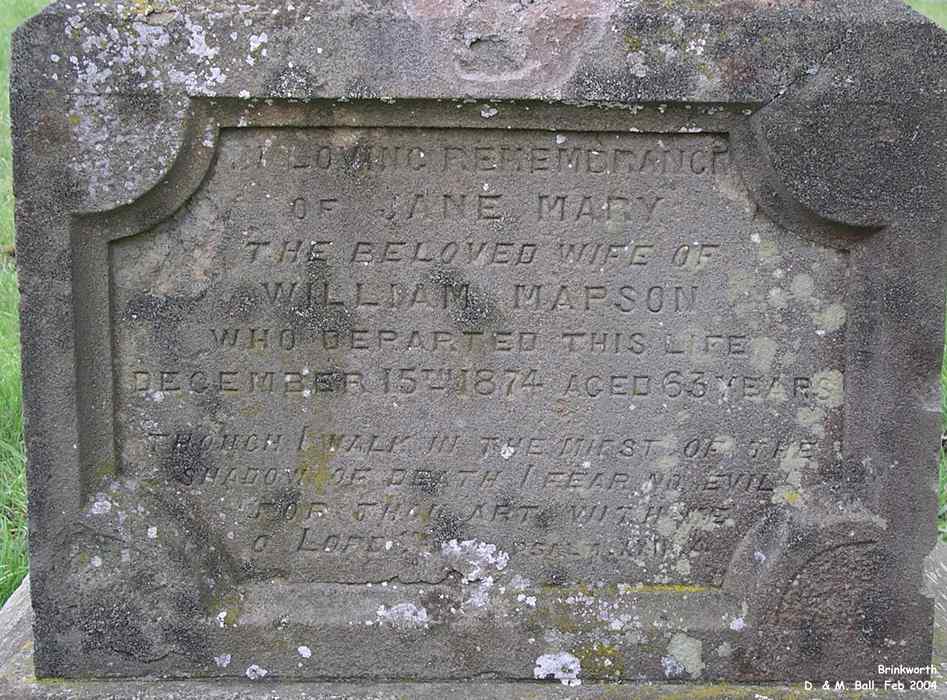 IN LOVING REMEMBRANCE
OF JANE MARY
THE BELOVED WIFE OF
WILLIAM MAPSON
WHO DEPARTED THIS LIFE
DECEMBER 15TH 1874 AGED 63 YEARS
THOUGH I WALK IN THE MIDST OF THE
SHADOW OF DEATH I FEAR NO EVIL
FOR THOU ART WITH ME
O LORD PSALM
Brinkworth
D. & M. Ball, Feb 2004